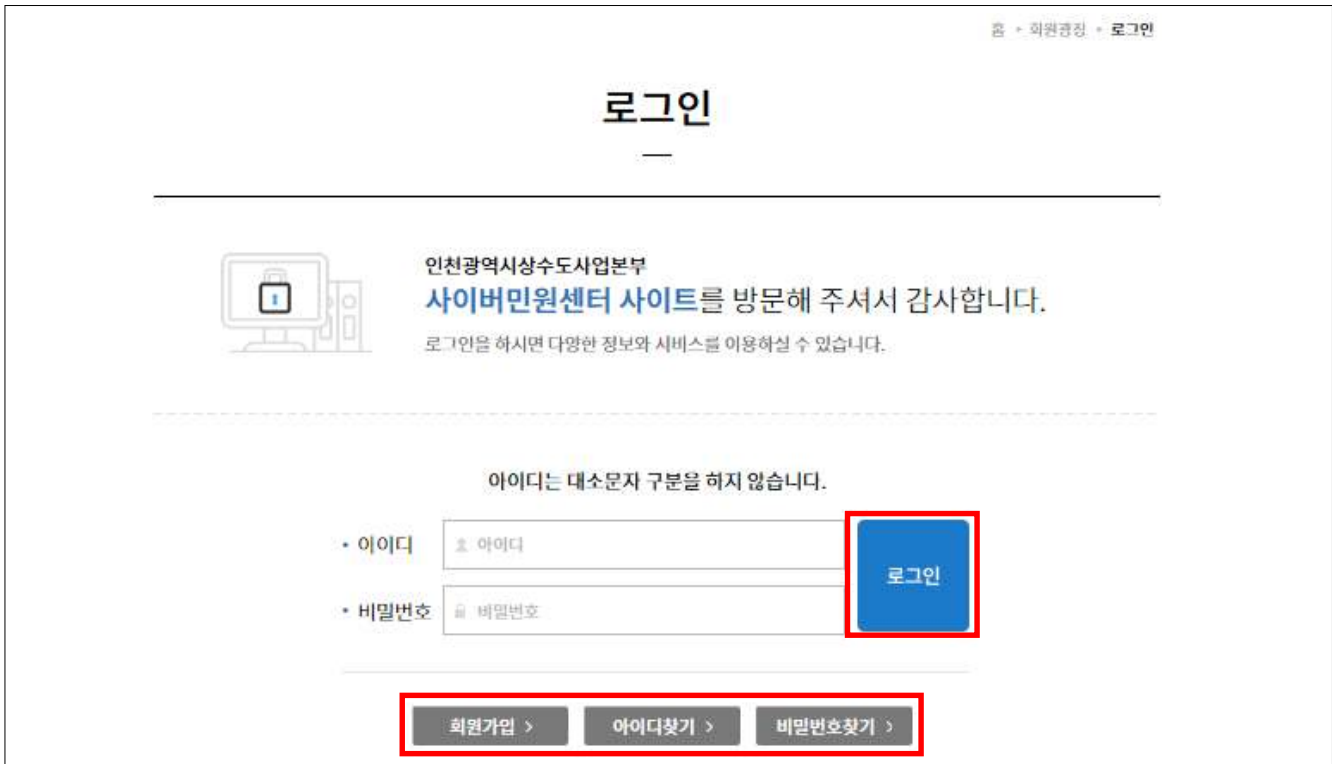 홈 • 회원광장 • 로그인
로그인
인천광역시상수도사업본부
사이버민원센터 사이트를 방문해 주셔서 감사합니다.
로그인을 하시면 다양한 정보와 서비스를 이용하실 수 있습니다.
아이디는 대소문자 구분을 하지 않습니다.
• 이이디 아이디
로그인
• 비밀번호 비밀번호
회원가입 > 아이디찾기 > 비밀번호찾기 >